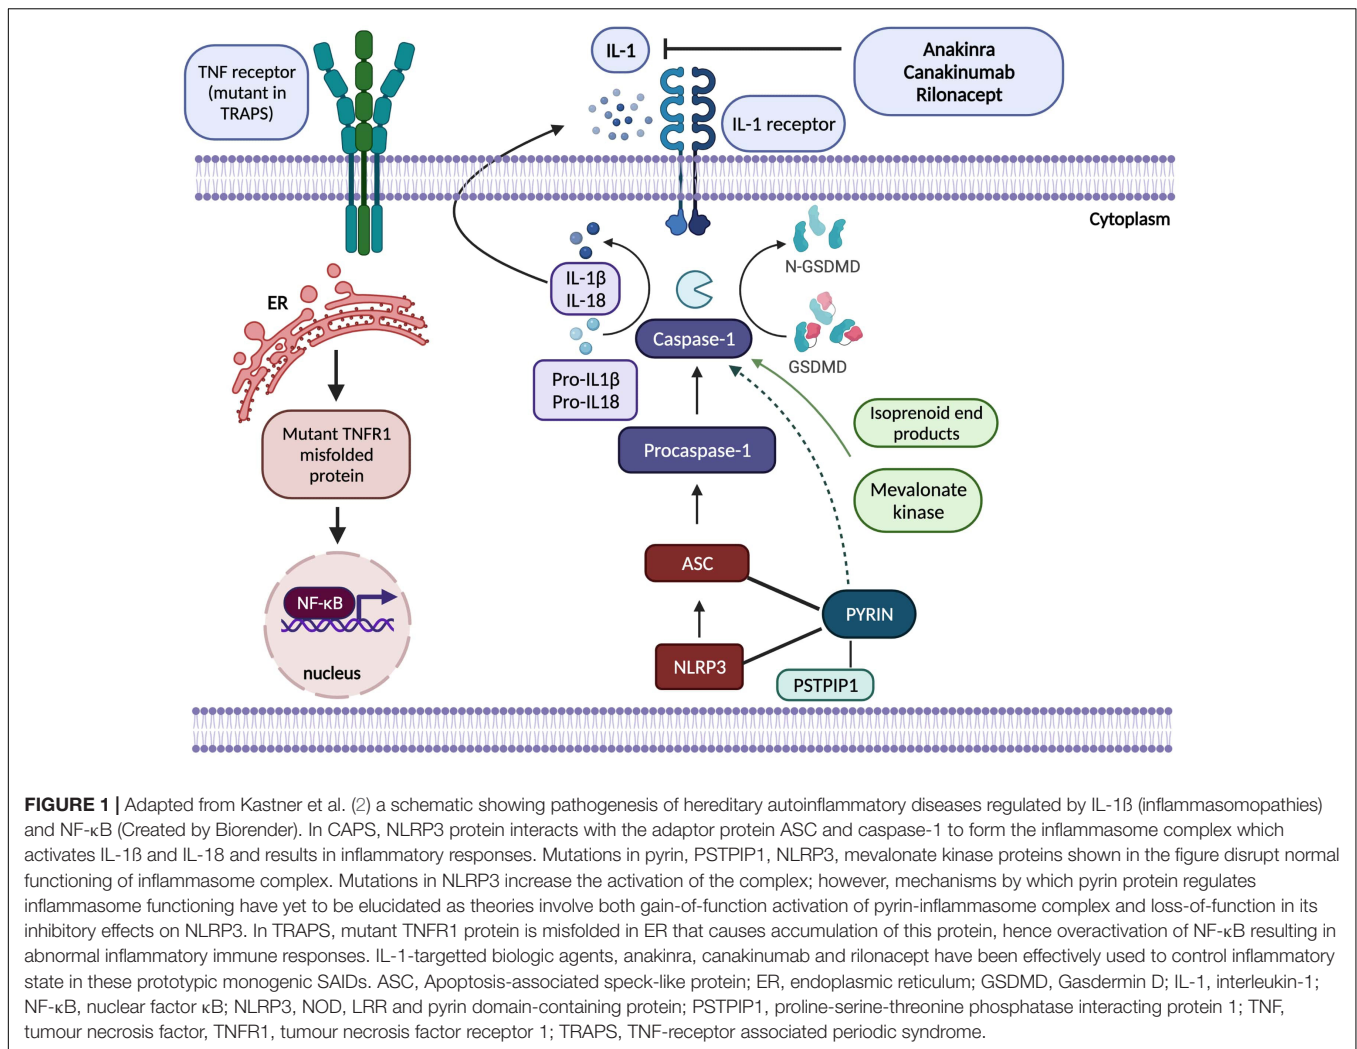 TNF receptor
(mutant in
TRAPS)
IL-1
Anakinra
Canakinumab
Rilonacept
IL-1 receptor
Cytoplasm
ER
IL-1β
IL-18
N-GSDMD
Caspase-1
GSDMD
Pro-IL1β
Pro-IL18
Mutant TNFR1
misfolded
protein
Procaspase-1
Isoprenoid end
products
Mevalonate
kinase
ASC
NF-κB
PYRIN
nucleus
NLRP3
PSTPIP1
FIGURE 1 | Adapted from Kastner et al. (2) a schematic showing pathogenesis of hereditary autoinflammatory diseases regulated by IL-1ß (inflammasomopathies)
and NF-κB (Created by Biorender). In CAPS, NLRP3 protein interacts with the adaptor protein ASC and caspase-1 to form the inflammasome complex which
activates IL-1ß and IL-18 and results in inflammatory responses. Mutations in pyrin, PSTPIP1, NLRP3, mevalonate kinase proteins shown in the figure disrupt normal
functioning of inflammasome complex. Mutations in NLRP3 increase the activation of the complex; however, mechanisms by which pyrin protein regulates
inflammasome functioning have yet to be elucidated as theories involve both gain-of-function activation of pyrin-inflammasome complex and loss-of-function in its
inhibitory effects on NLRP3. In TRAPS, mutant TNFR1 protein is misfolded in ER that causes accumulation of this protein, hence overactivation of NF-κB resulting in
abnormal inflammatory immune responses. IL-1-targetted biologic agents, anakinra, canakinumab and rilonacept have been effectively used to control inflammatory
state in these prototypic monogenic SAIDs. ASC, Apoptosis-associated speck-like protein; ER, endoplasmic reticulum; GSDMD, Gasdermin D; IL-1, interleukin-1;
NF-κB, nuclear factor κB; NLRP3, NOD, LRR and pyrin domain-containing protein; PSTPIP1, proline-serine-threonine phosphatase interacting protein 1; TNF,
tumour necrosis factor, TNFR1, tumour necrosis factor receptor 1; TRAPS, TNF-receptor associated periodic syndrome.